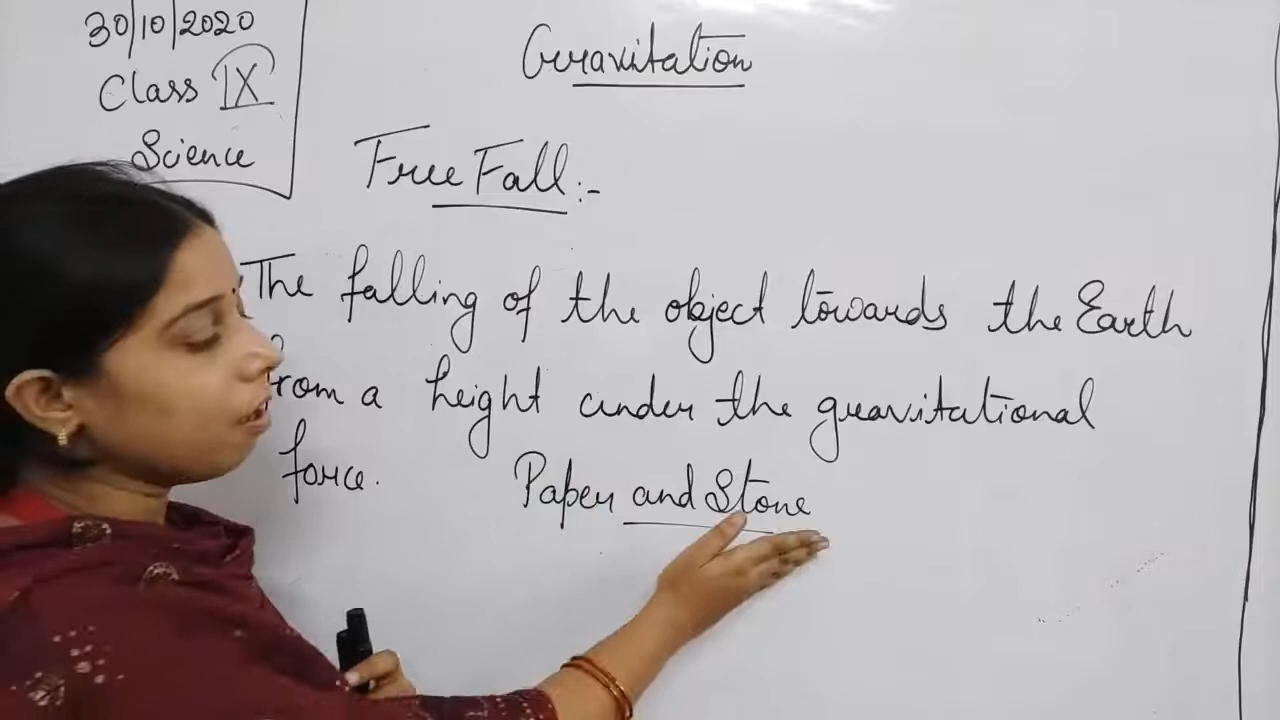 30/10/2020
Class IX
Science
Gravitation
Free Fall:-
The falling of the object towards the Earth
from a height under the gravitational
force.
Paper and Stone